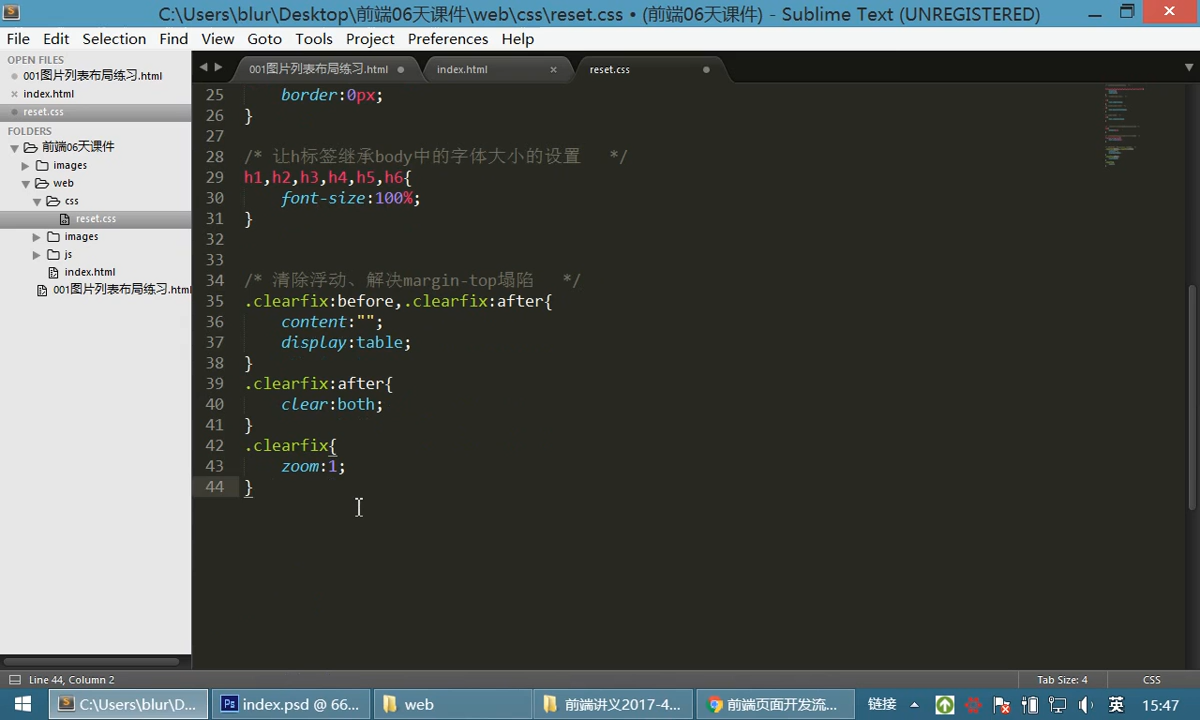 C:\Users\blur\Desktop\前端06天课件\web\css\reset.css • (前端06天课件) - Sublime Text (UNREGISTERED)
File Edit Selection Find View Goto Tools Project Preferences Help
OPEN FILES
001图片列表布局练习.html
index.html
reset.css
FOLDERS
前端06天课件
images
web
css
reset.css
images
js
index.html
001图片列表布局练习.html
001图片列表布局练习.html index.html reset.css
25 border:0px;
26 }
27
28 /* 让h标签继承body中的字体大小的设置 */
29 h1,h2,h3,h4,h5,h6{
30 font-size:100%;
31 }
32
33
34 /* 清除浮动、解决margin-top塌陷 */
35 .clearfix:before,.clearfix:after{
36 content:"";
37 display:table;
38 }
39 .clearfix:after{
40 clear:both;
41 }
42 .clearfix{
43 zoom:1;
44 }
Line 44, Column 2 Tab Size: 4 CSS
C:\Users\blur\D... index.psd @ 66... web 前端讲义2017-4... 前端页面开发流... 链接 英 15:47